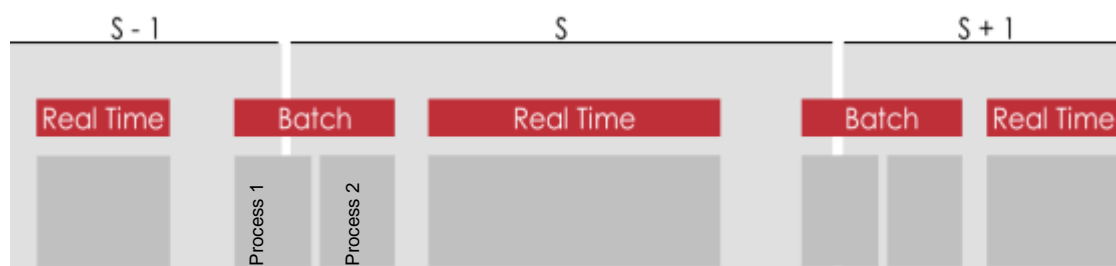 S - 1
S
S + 1
Real Time
Batch
Real Time
Batch
Real Time
Process 1
Process 2